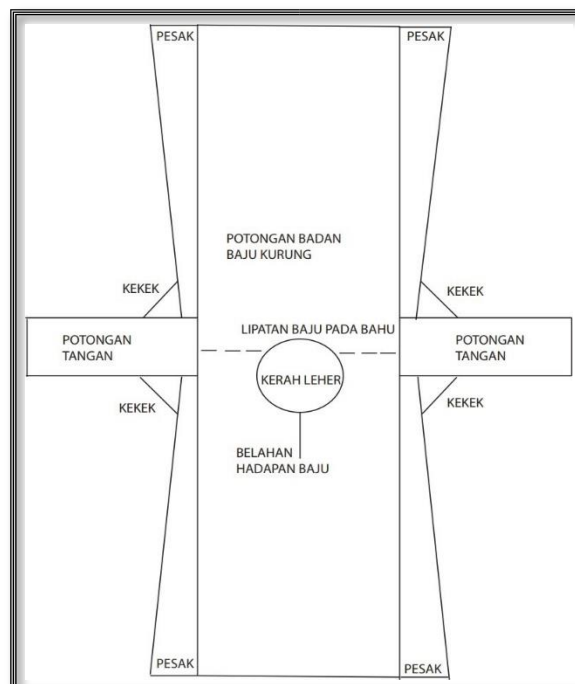 PESAK
PESAK
POTONGAN BADAN
BAJU KURUNG
KEKEK
KEKEK
LIPATAN BAJU PADA BAHU
POTONGAN
TANGAN
POTONGAN
TANGAN
KERAH LEHER
KEKEK
KEKEK
BELAHAN
HADAPAN BAJU
PESAK
PESAK